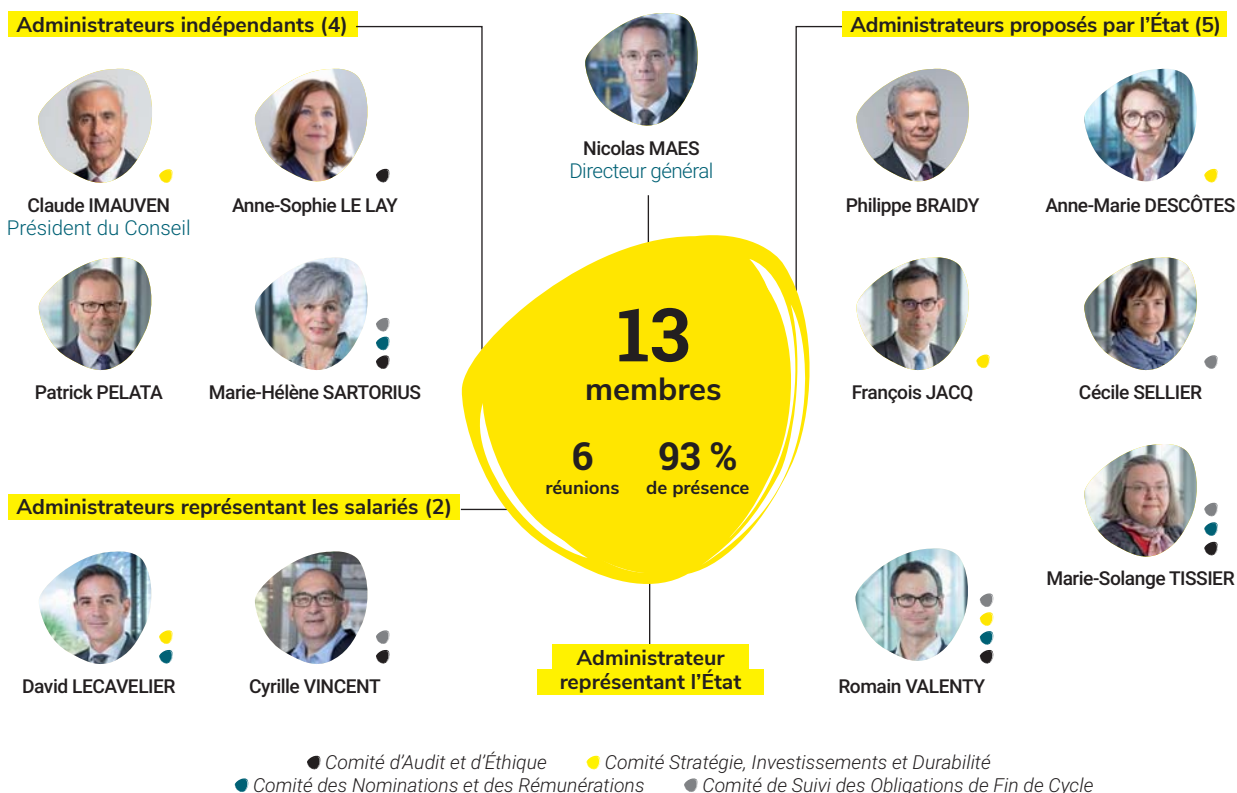 Administrateurs indépendants (4)
Claude IMAUVEN
Président du Conseil
Anne-Sophie LE LAY
Patrick PELATA
Marie-Hélène SARTORIUS
Nicolas MAES
Directeur général
Administrateurs proposés par l'État (5)
Philippe BRAIDY
Anne-Marie DESCÔTES
François JACQ
Cécile SELLIER
Marie-Solange TISSIER
13
membres
6
réunions
93 %
de présence
Administrateurs représentant les salariés (2)
David LECAVELIER
Cyrille VINCENT
Administrateur
représentant l'État
Romain VALENTY
Comité d'Audit et d'Éthique
Comité Stratégie, Investissements et Durabilité
Comité des Nominations et des Rémunérations
Comité de Suivi des Obligations de Fin de Cycle